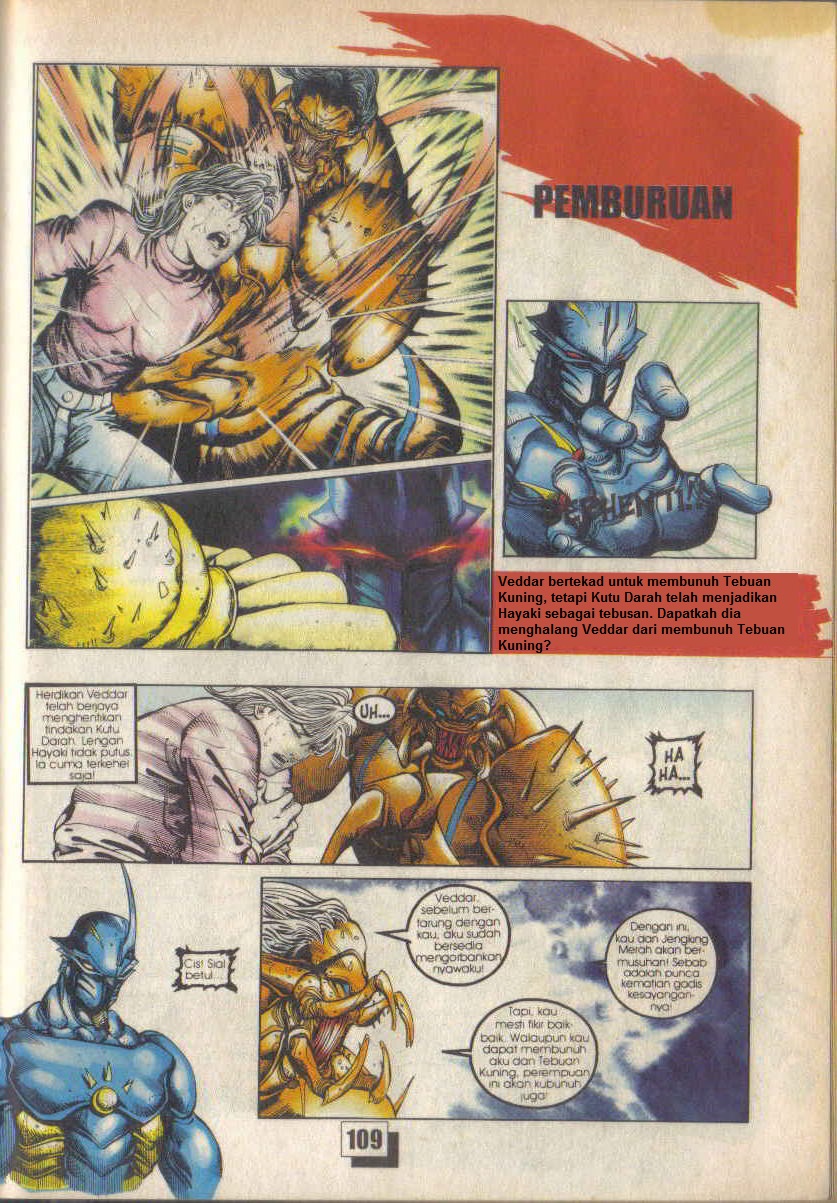 PEMBURUAN
BERHENTI!!
Veddar bertekad untuk membunuh Tebuan
Kuning, tetapi Kutu Darah telah menjadikan
Hayaki sebagai tebusan. Dapatkah dia
menghalang Veddar dari membunuh Tebuan
Kuning?
Herdikan Veddar
telah berjaya
menghentikan
tindakan Kutu
Darah. Lengan
Hayaki tidak putus.
Ia cuma terkehel
saja!
UH...
HA
HA...
Cis! Sial
betul...
Veddar,
sebelum ber-
tarung dengan
kau, aku sudah
bersedia
mengorbankan
nyawaku!
Dengan ini,
kau dan Jengking
Merah akan ber-
musuhan! Sebab
adalah punca
kematian gadis
kesayangan-
nya!
Tapi, kau
mesti fikir baik-
baik. Walaupun kau
dapat membunuh
aku dan Tebuan
Kuning, perempuan
ini akan kubunuh
juga!
109